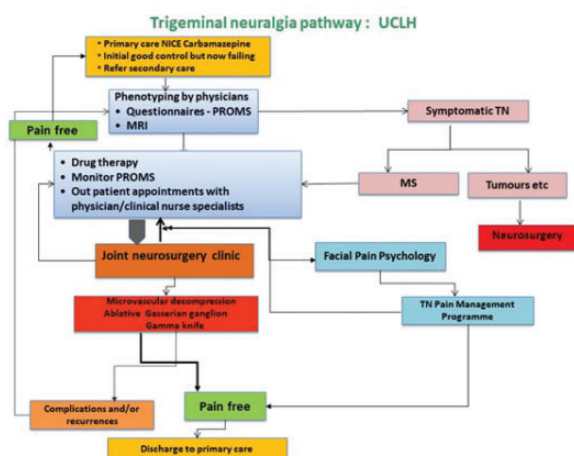 Trigeminal neuralgia pathway : UCLH
• Primary care NICE Carbamazepine
• Initial good control but now failing
• Refer secondary care
Phenotyping by physicians
• Questionnaires - PROMS
• MRI
Symptomatic TN
Pain free
• Drug therapy
• Monitor PROMS
• Out patient appointments with
physician/clinical nurse specialists
MS
Tumours etc
Neurosurgery
Joint neurosurgery clinic
Facial Pain Psychology
Microvascular decompression
Ablative Gasserian ganglion
Gamma knife
TN Pain Management
Programme
Complications and/or
recurrences
Pain free
Discharge to primary care